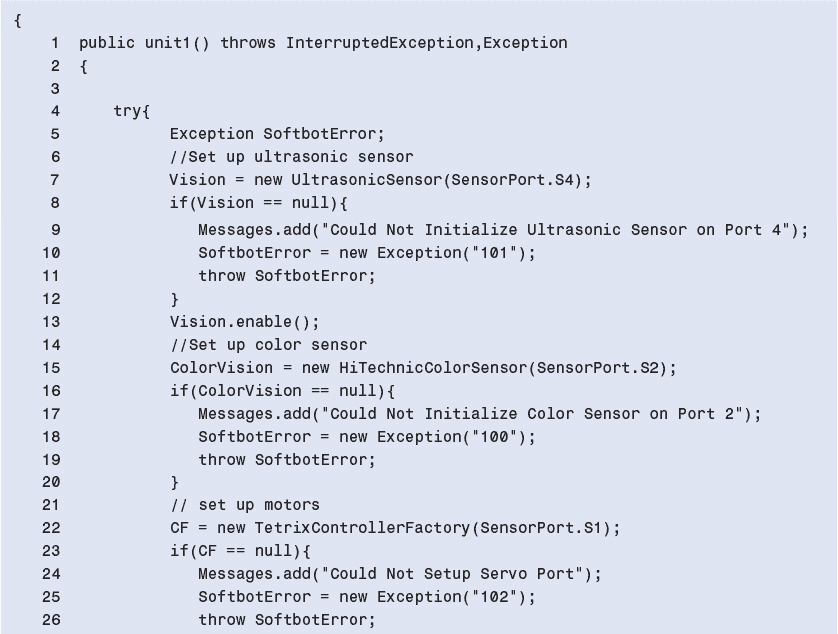 {
1 public unit1() throws InterruptedException,Exception
2 {
3
4 try{
5 Exception SoftbotError;
6 //Set up ultrasonic sensor
7 Vision = new UltrasonicSensor(SensorPort.S4);
8 if(Vision == null){
9 Messages.add("Could Not Initialize Ultrasonic Sensor on Port 4");
10 SoftbotError = new Exception("101");
11 throw SoftbotError;
12 }
13 Vision.enable();
14 //Set up color sensor
15 ColorVision = new HiTechnicColorSensor(SensorPort.S2);
16 if(ColorVision == null){
17 Messages.add("Could Not Initialize Color Sensor on Port 2");
18 SoftbotError = new Exception("100");
19 throw SoftbotError;
20 }
21 // set up motors
22 CF = new TetrixControllerFactory(SensorPort.S1);
23 if(CF == null){
24 Messages.add("Could Not Setup Servo Port");
25 SoftbotError = new Exception("102");
26 throw SoftbotError;